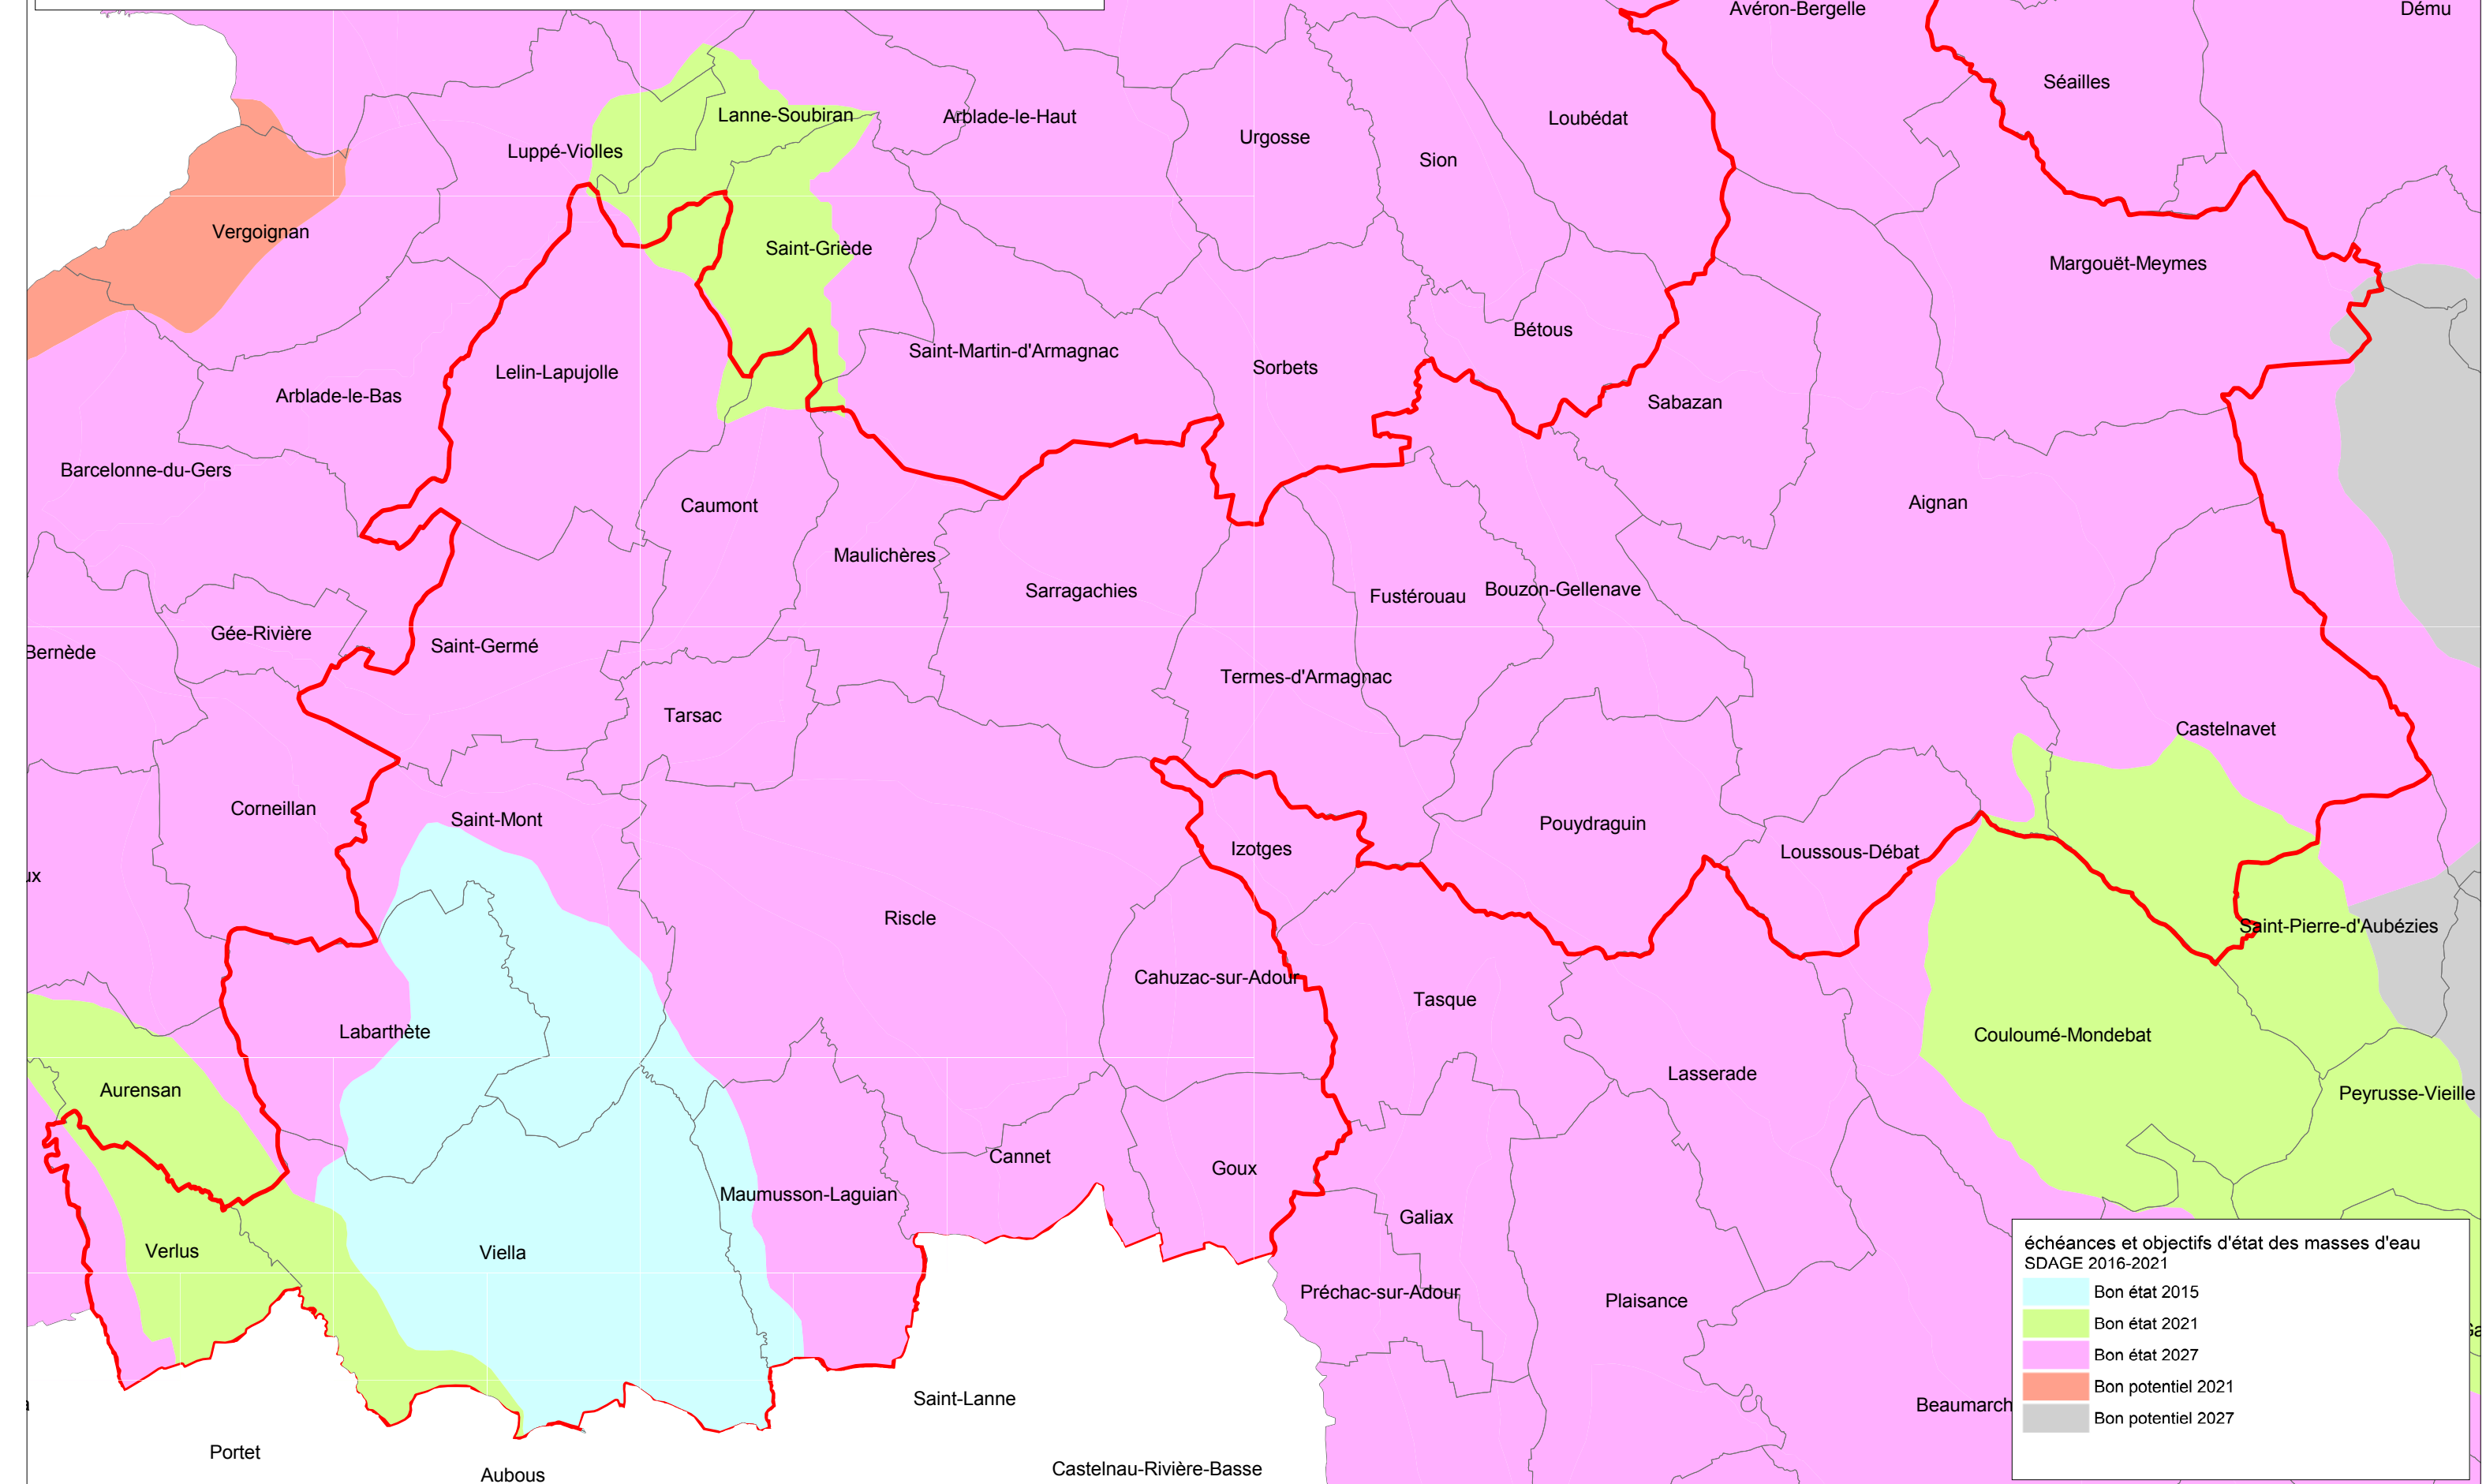 Avéron-Bergelle
Dému
Séailles
Lanne-Soubiran
Arblade-le-Haut
Loubédat
Urgosse
Luppé-Violles
Sion
Vergoignan
Saint-Griède
Margouët-Meymes
Bétous
Saint-Martin-d'Armagnac
Sorbets
Lelin-Lapujolle
Arblade-le-Bas
Sabazan
Barcelonne-du-Gers
Aignan
Caumont
Maulichères
Sarragachies
Fustérouau
Bouzon-Gellenave
Gée-Rivière
Saint-Germé
Bernède
Termes-d'Armagnac
Tarsac
Castelnavet
Corneillan
Saint-Mont
Pouydraguin
Izotges
Loussous-Débat
ux
Riscle
Saint-Pierre-d'Aubézies
Cahuzac-sur-Adour
Tasque
Labarthète
Couloumé-Mondebat
Lasserade
Aurensan
Peyrusse-Vieille
Cannet
Goux
Maumusson-Laguian
Galiax
Verlus
Viella
Préchac-sur-Adour
Plaisance
Saint-Lanne
Beaumarch
Portet
Castelnau-Rivière-Basse
Aubous
échéances et objectifs d'état des masses d'eau
SDAGE 2016-2021
Bon état 2015
Bon état 2021
Bon état 2027
Bon potentiel 2021
Bon potentiel 2027